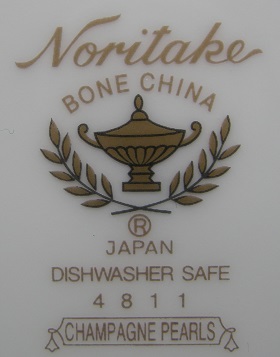 Noritake
BONE CHINA
®
JAPAN
DISHWASHER SAFE
4811
CHAMPAGNE PEARLS